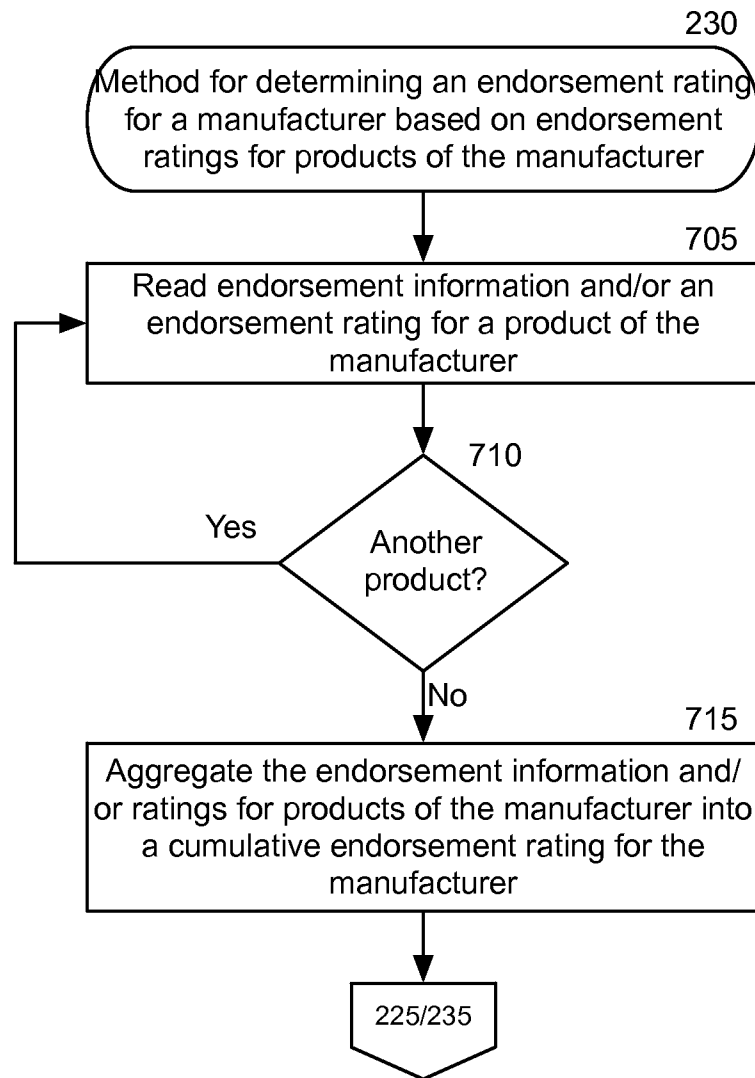 230
Method for determining an endorsement rating
for a manufacturer based on endorsement
ratings for products of the manufacturer
705
Read endorsement information and/or an
endorsement rating for a product of the
manufacturer
710
Yes
Another
product?
No
715
Aggregate the endorsement information and/
or ratings for products of the manufacturer into
a cumulative endorsement rating for the
manufacturer
225/235